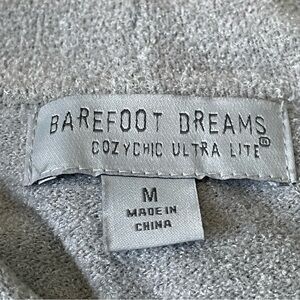 BAREFOOT DREAMS
COZYCHIC ULTRA LITE®
M
MADE IN
CHINA